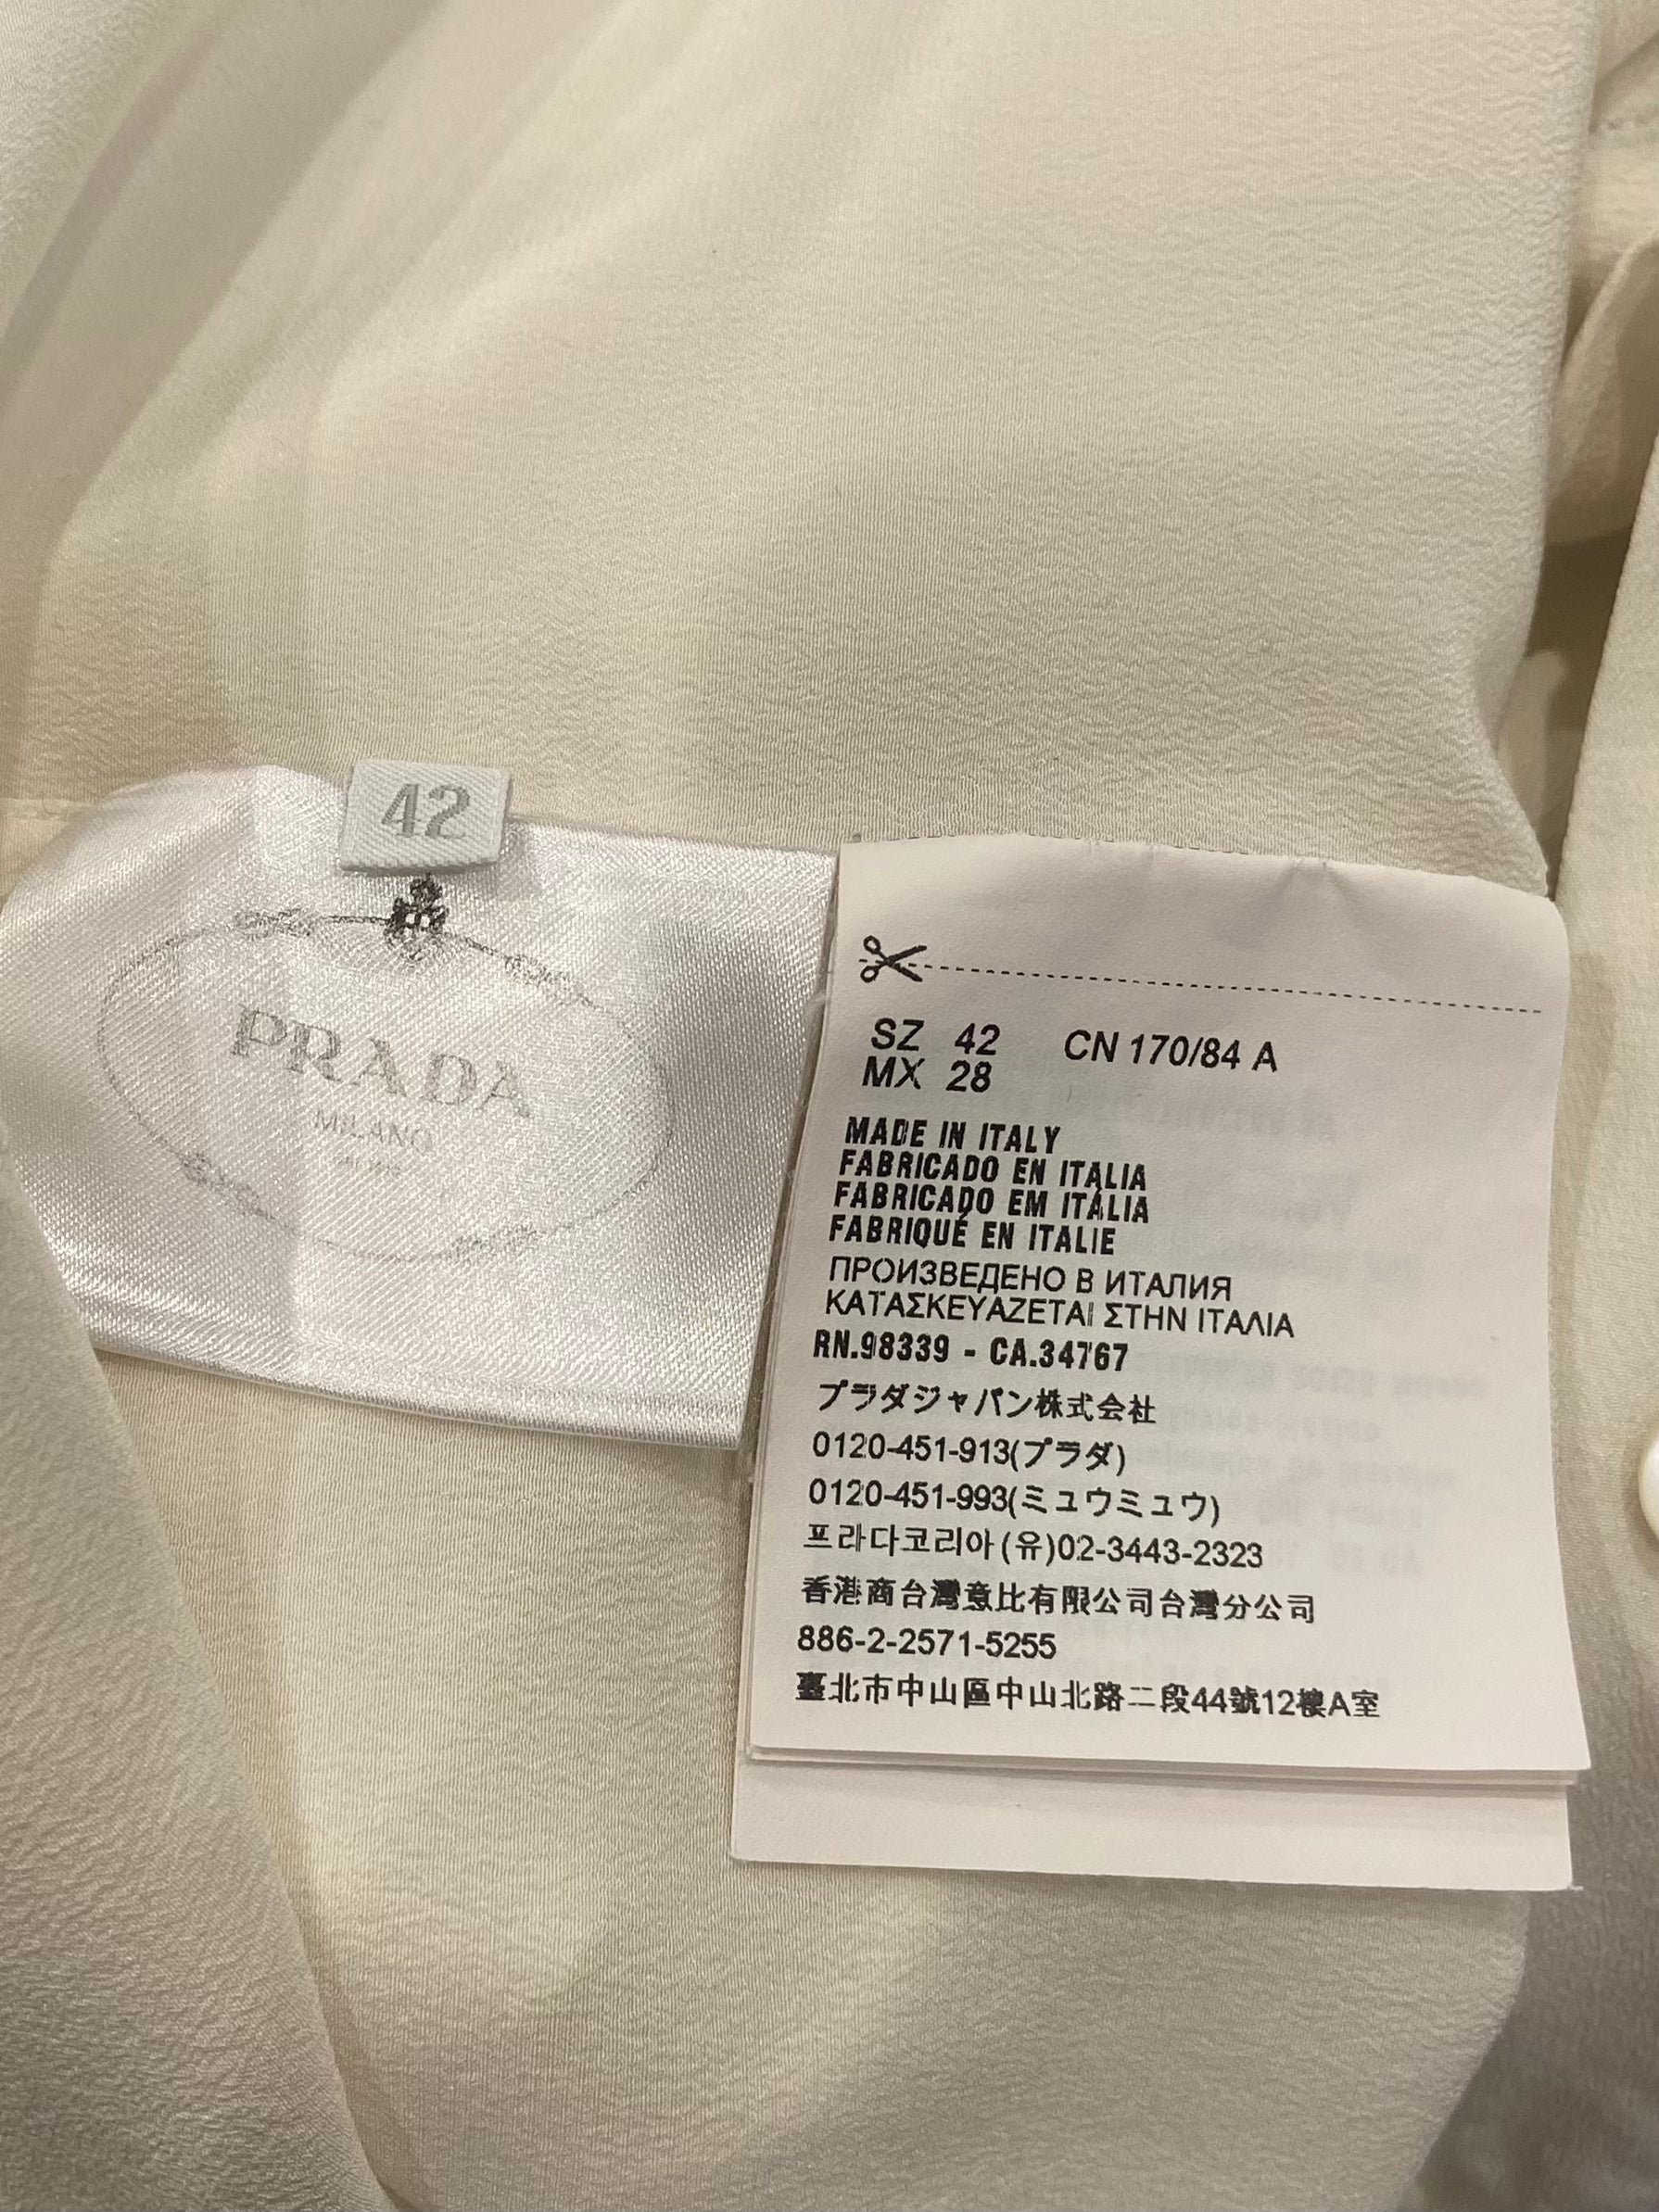 42
PRADA
MILANO
SZ 42 CN 170/84 A
MX 28
MADE IN ITALY
FABRICADO EN ITALIA
FABRICADO EM ITÁLIA
FABRIQUÉ EN ITALIE
ПРОИЗВЕДЕНО В ИТАЛИЯ
ΚΑΤΑΣΚΕΥΑΖΕΤΑΙ ΣΤΗΝ ΙΤΑΛΙΑ
RN.98339 - CA.34767
プラダジャパン株式会社
0120-451-913(プラダ)
0120-451-993(ミュウミュウ)
프라다코리아(유)02-3443-2323
香港商台灣意比有限公司台灣分公司
886-2-2571-5255
臺北市中山區中山北路二段44號12樓A室